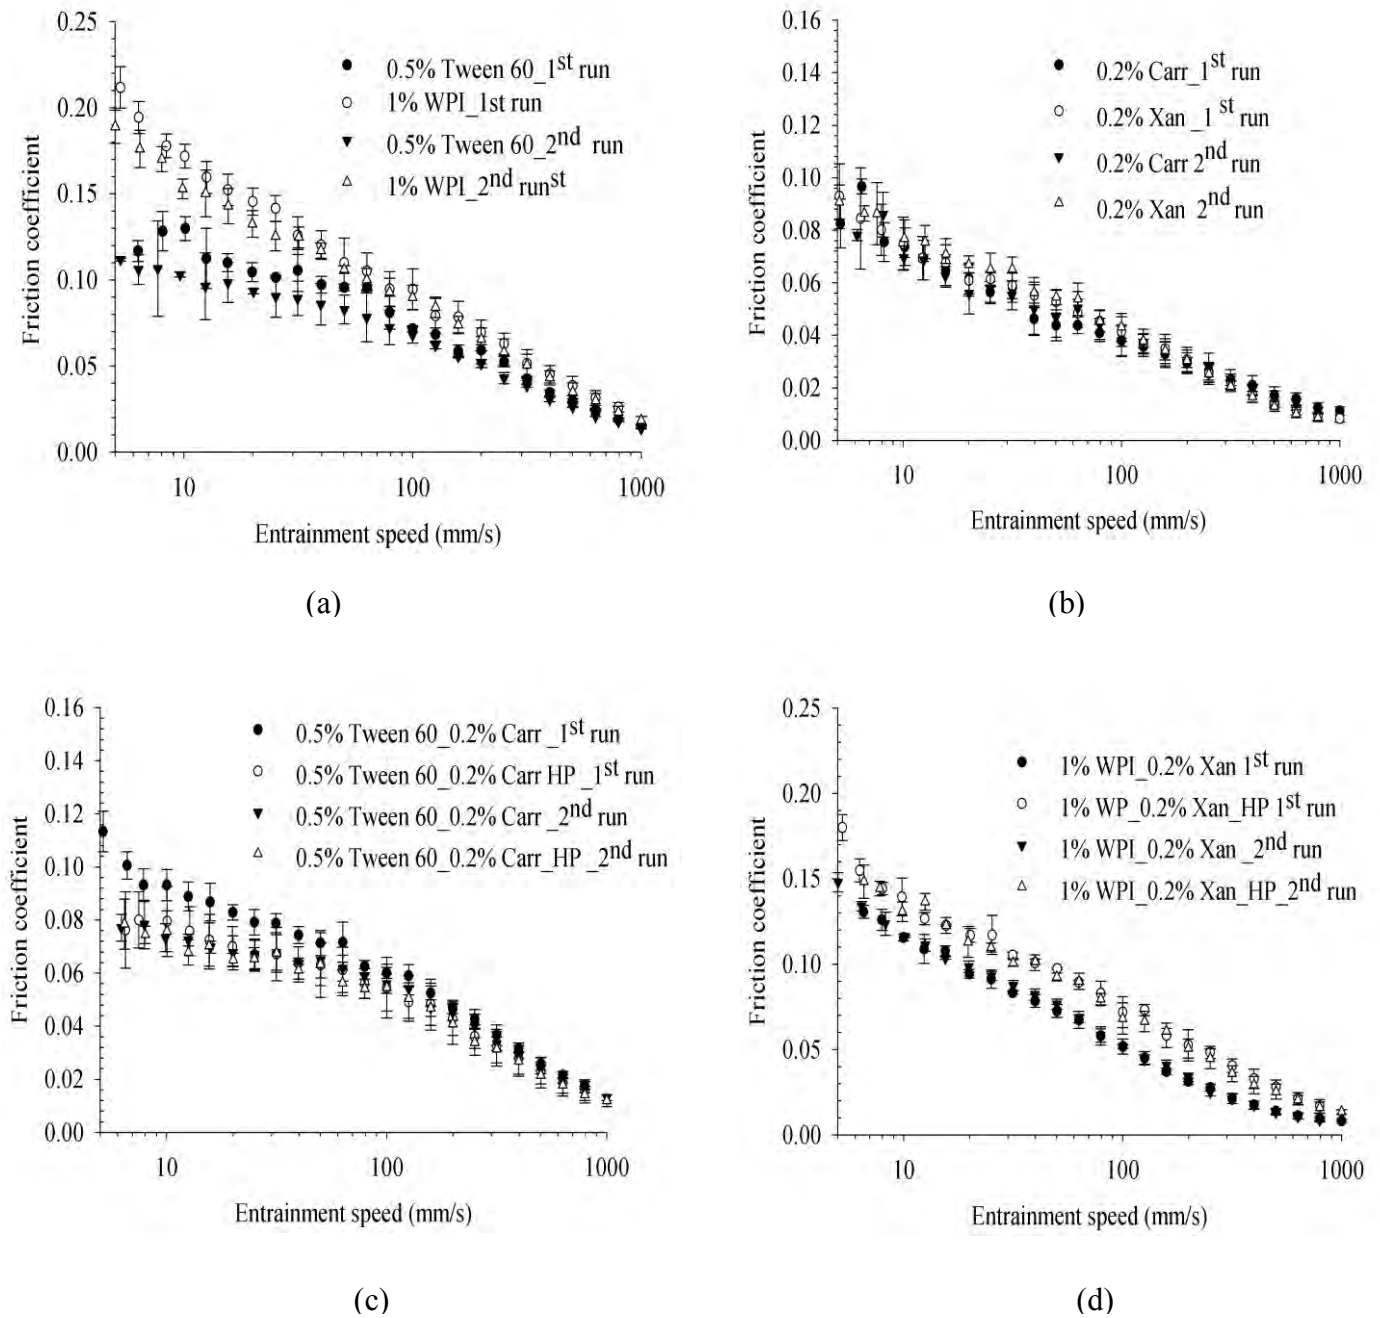 0.25
0.20
0.15
0.10
0.05
0.00
Friction coefficient
0.5% Tween 60_1st run
1% WPI_1st run
0.5% Tween 60_2nd run
1% WPI_2nd runst
10 100 1000
Entrainment speed (mm/s)
(a)
0.16
0.14
0.12
0.10
0.08
0.06
0.04
0.02
0.00
Friction coefficient
0.2% Carr_1st run
0.2% Xan _1st run
0.2% Carr 2nd run
0.2% Xan 2nd run
10 100 1000
Entrainment speed (mm/s)
(b)
0.16
0.14
0.12
0.10
0.08
0.06
0.04
0.02
0.00
Friction coefficient
0.5% Tween 60_0.2% Carr _1st run
0.5% Tween 60_0.2% Carr HP _1st run
0.5% Tween 60_0.2% Carr _2nd run
0.5% Tween 60_0.2% Carr_HP_2nd run
10 100 1000
Entrainment speed (mm/s)
(c)
0.25
0.20
0.15
0.10
0.05
0.00
Friction coefficient
1% WPI_0.2% Xan 1st run
1% WP_0.2% Xan_HP 1st run
1% WPI_0.2% Xan _2nd run
1% WPI_0.2% Xan_HP_2nd run
10 100 1000
Entrainment speed (mm/s)
(d)